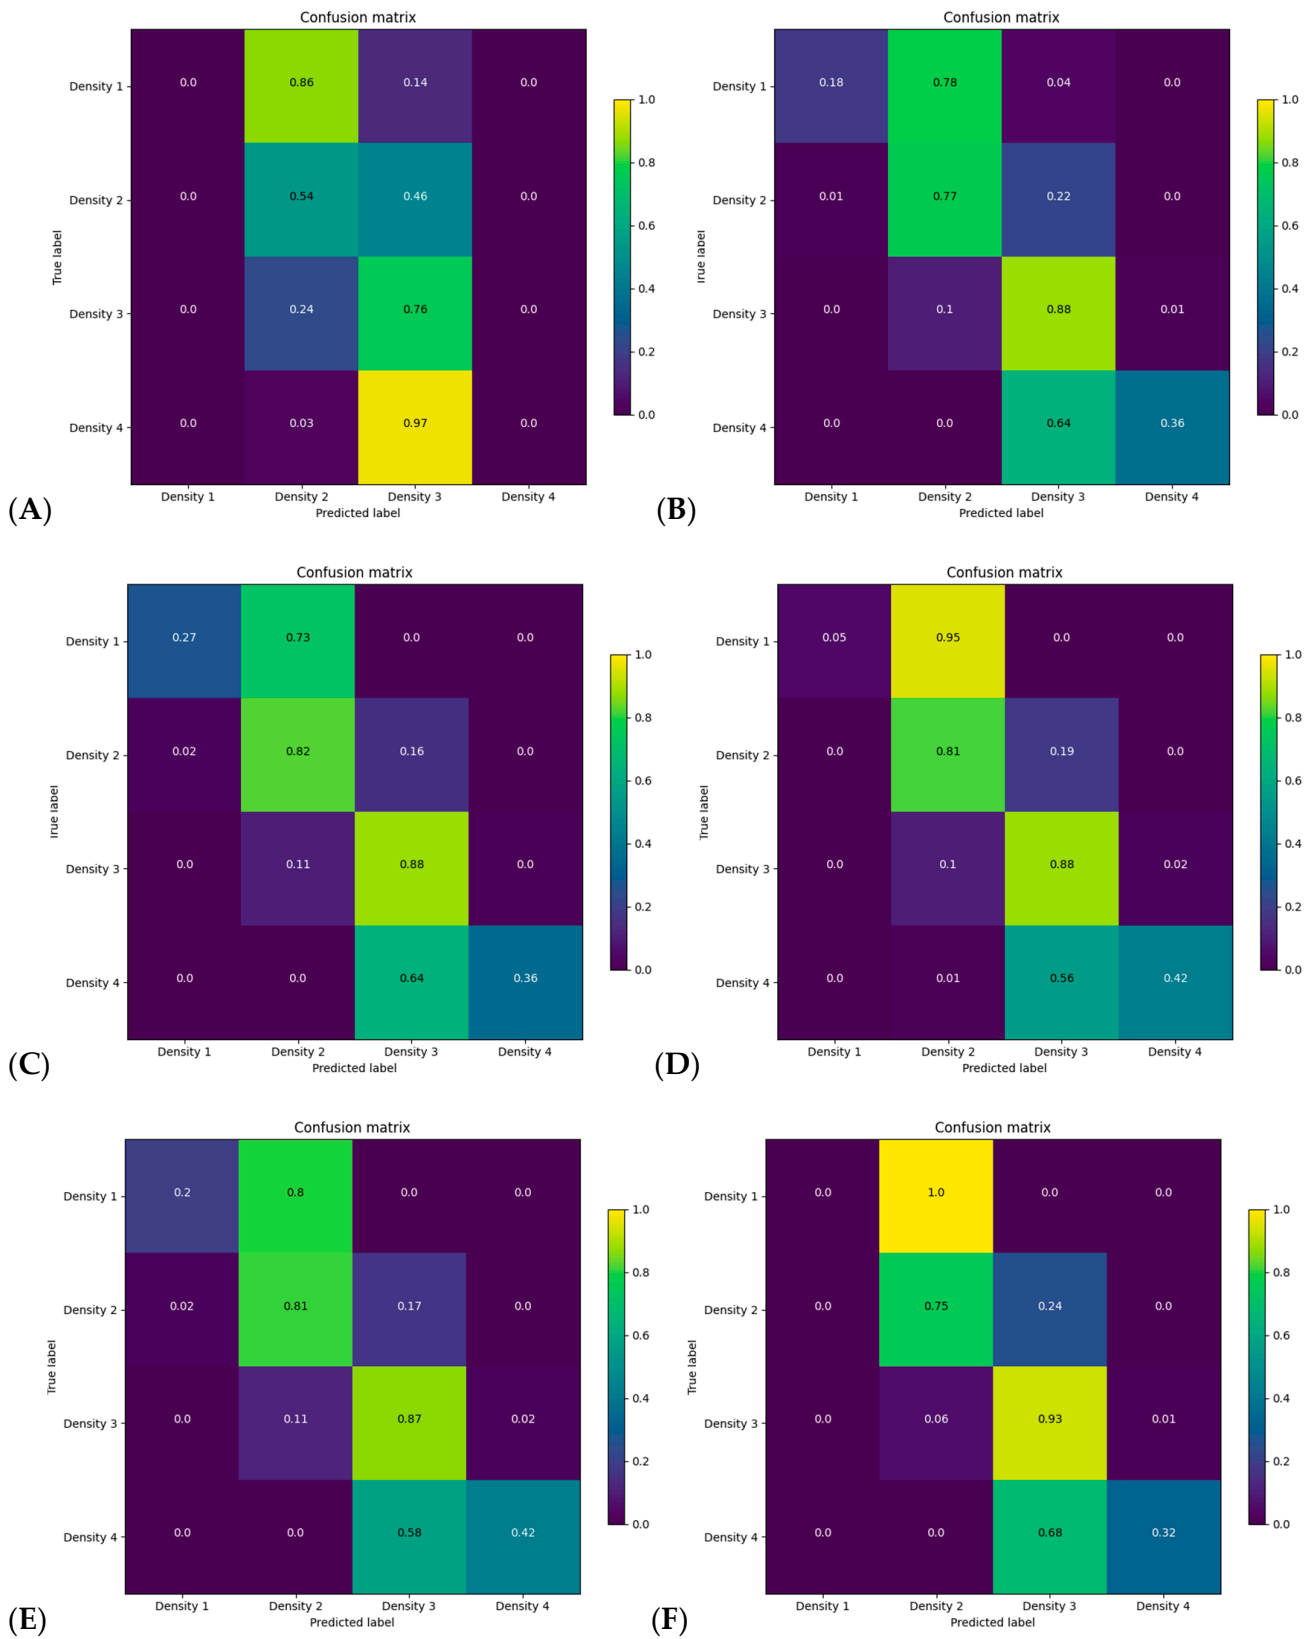 Confusion matrix
Density 1 0.0 0.86 0.14 0.0
Density 2 0.0 0.54 0.46 0.0
Density 3 0.0 0.24 0.76 0.0
Density 4 0.0 0.03 0.97 0.0
True label
Density 1 Density 2 Density 3 Density 4
Predicted label
1.0
0.8
0.6
0.4
0.2
0.0
(A)
Confusion matrix
Density 1 0.18 0.78 0.04 0.0
Density 2 0.01 0.77 0.22 0.0
Density 3 0.0 0.1 0.88 0.01
Density 4 0.0 0.0 0.64 0.36
True label
Density 1 Density 2 Density 3 Density 4
Predicted label
1.0
0.8
0.6
0.4
0.2
0.0
(B)
Confusion matrix
Density 1 0.27 0.73 0.0 0.0
Density 2 0.02 0.82 0.16 0.0
Density 3 0.0 0.11 0.88 0.0
Density 4 0.0 0.0 0.64 0.36
True label
Density 1 Density 2 Density 3 Density 4
Predicted label
1.0
0.8
0.6
0.4
0.2
0.0
(C)
Confusion matrix
Density 1 0.05 0.95 0.0 0.0
Density 2 0.0 0.81 0.19 0.0
Density 3 0.0 0.1 0.88 0.02
Density 4 0.0 0.01 0.56 0.42
True label
Density 1 Density 2 Density 3 Density 4
Predicted label
1.0
0.8
0.6
0.4
0.2
0.0
(D)
Confusion matrix
Density 1 0.2 0.8 0.0 0.0
Density 2 0.02 0.81 0.17 0.0
Density 3 0.0 0.11 0.87 0.02
Density 4 0.0 0.0 0.58 0.42
True label
Density 1 Density 2 Density 3 Density 4
Predicted label
1.0
0.8
0.6
0.4
0.2
0.0
(E)
Confusion matrix
Density 1 0.0 1.0 0.0 0.0
Density 2 0.0 0.75 0.24 0.0
Density 3 0.0 0.06 0.93 0.01
Density 4 0.0 0.0 0.68 0.32
True label
Density 1 Density 2 Density 3 Density 4
Predicted label
1.0
0.8
0.6
0.4
0.2
0.0
(F)